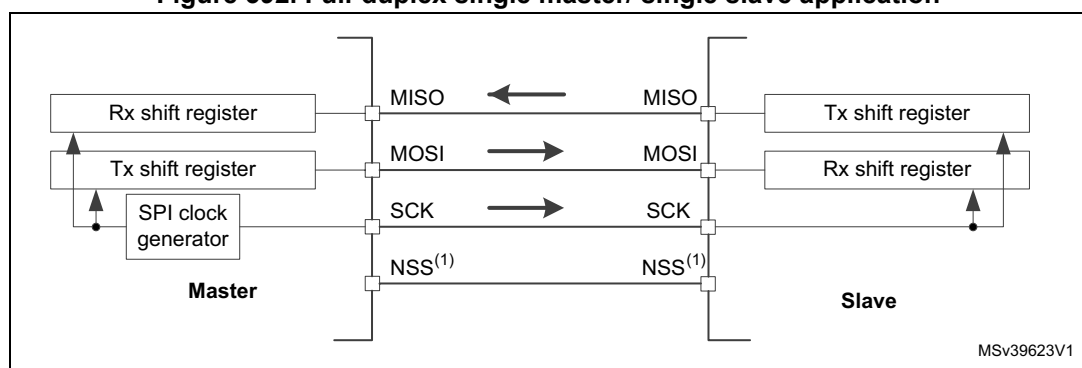 Figure Full-duplex single master/ single slave application
MISO MISO
Rx shift register Tx shift register
MOSI MOSI
Tx shift register Rx shift register
SCK SCK
SPI clock
generator
NSS(1) NSS(1)
Master Slave
MSv39623V1